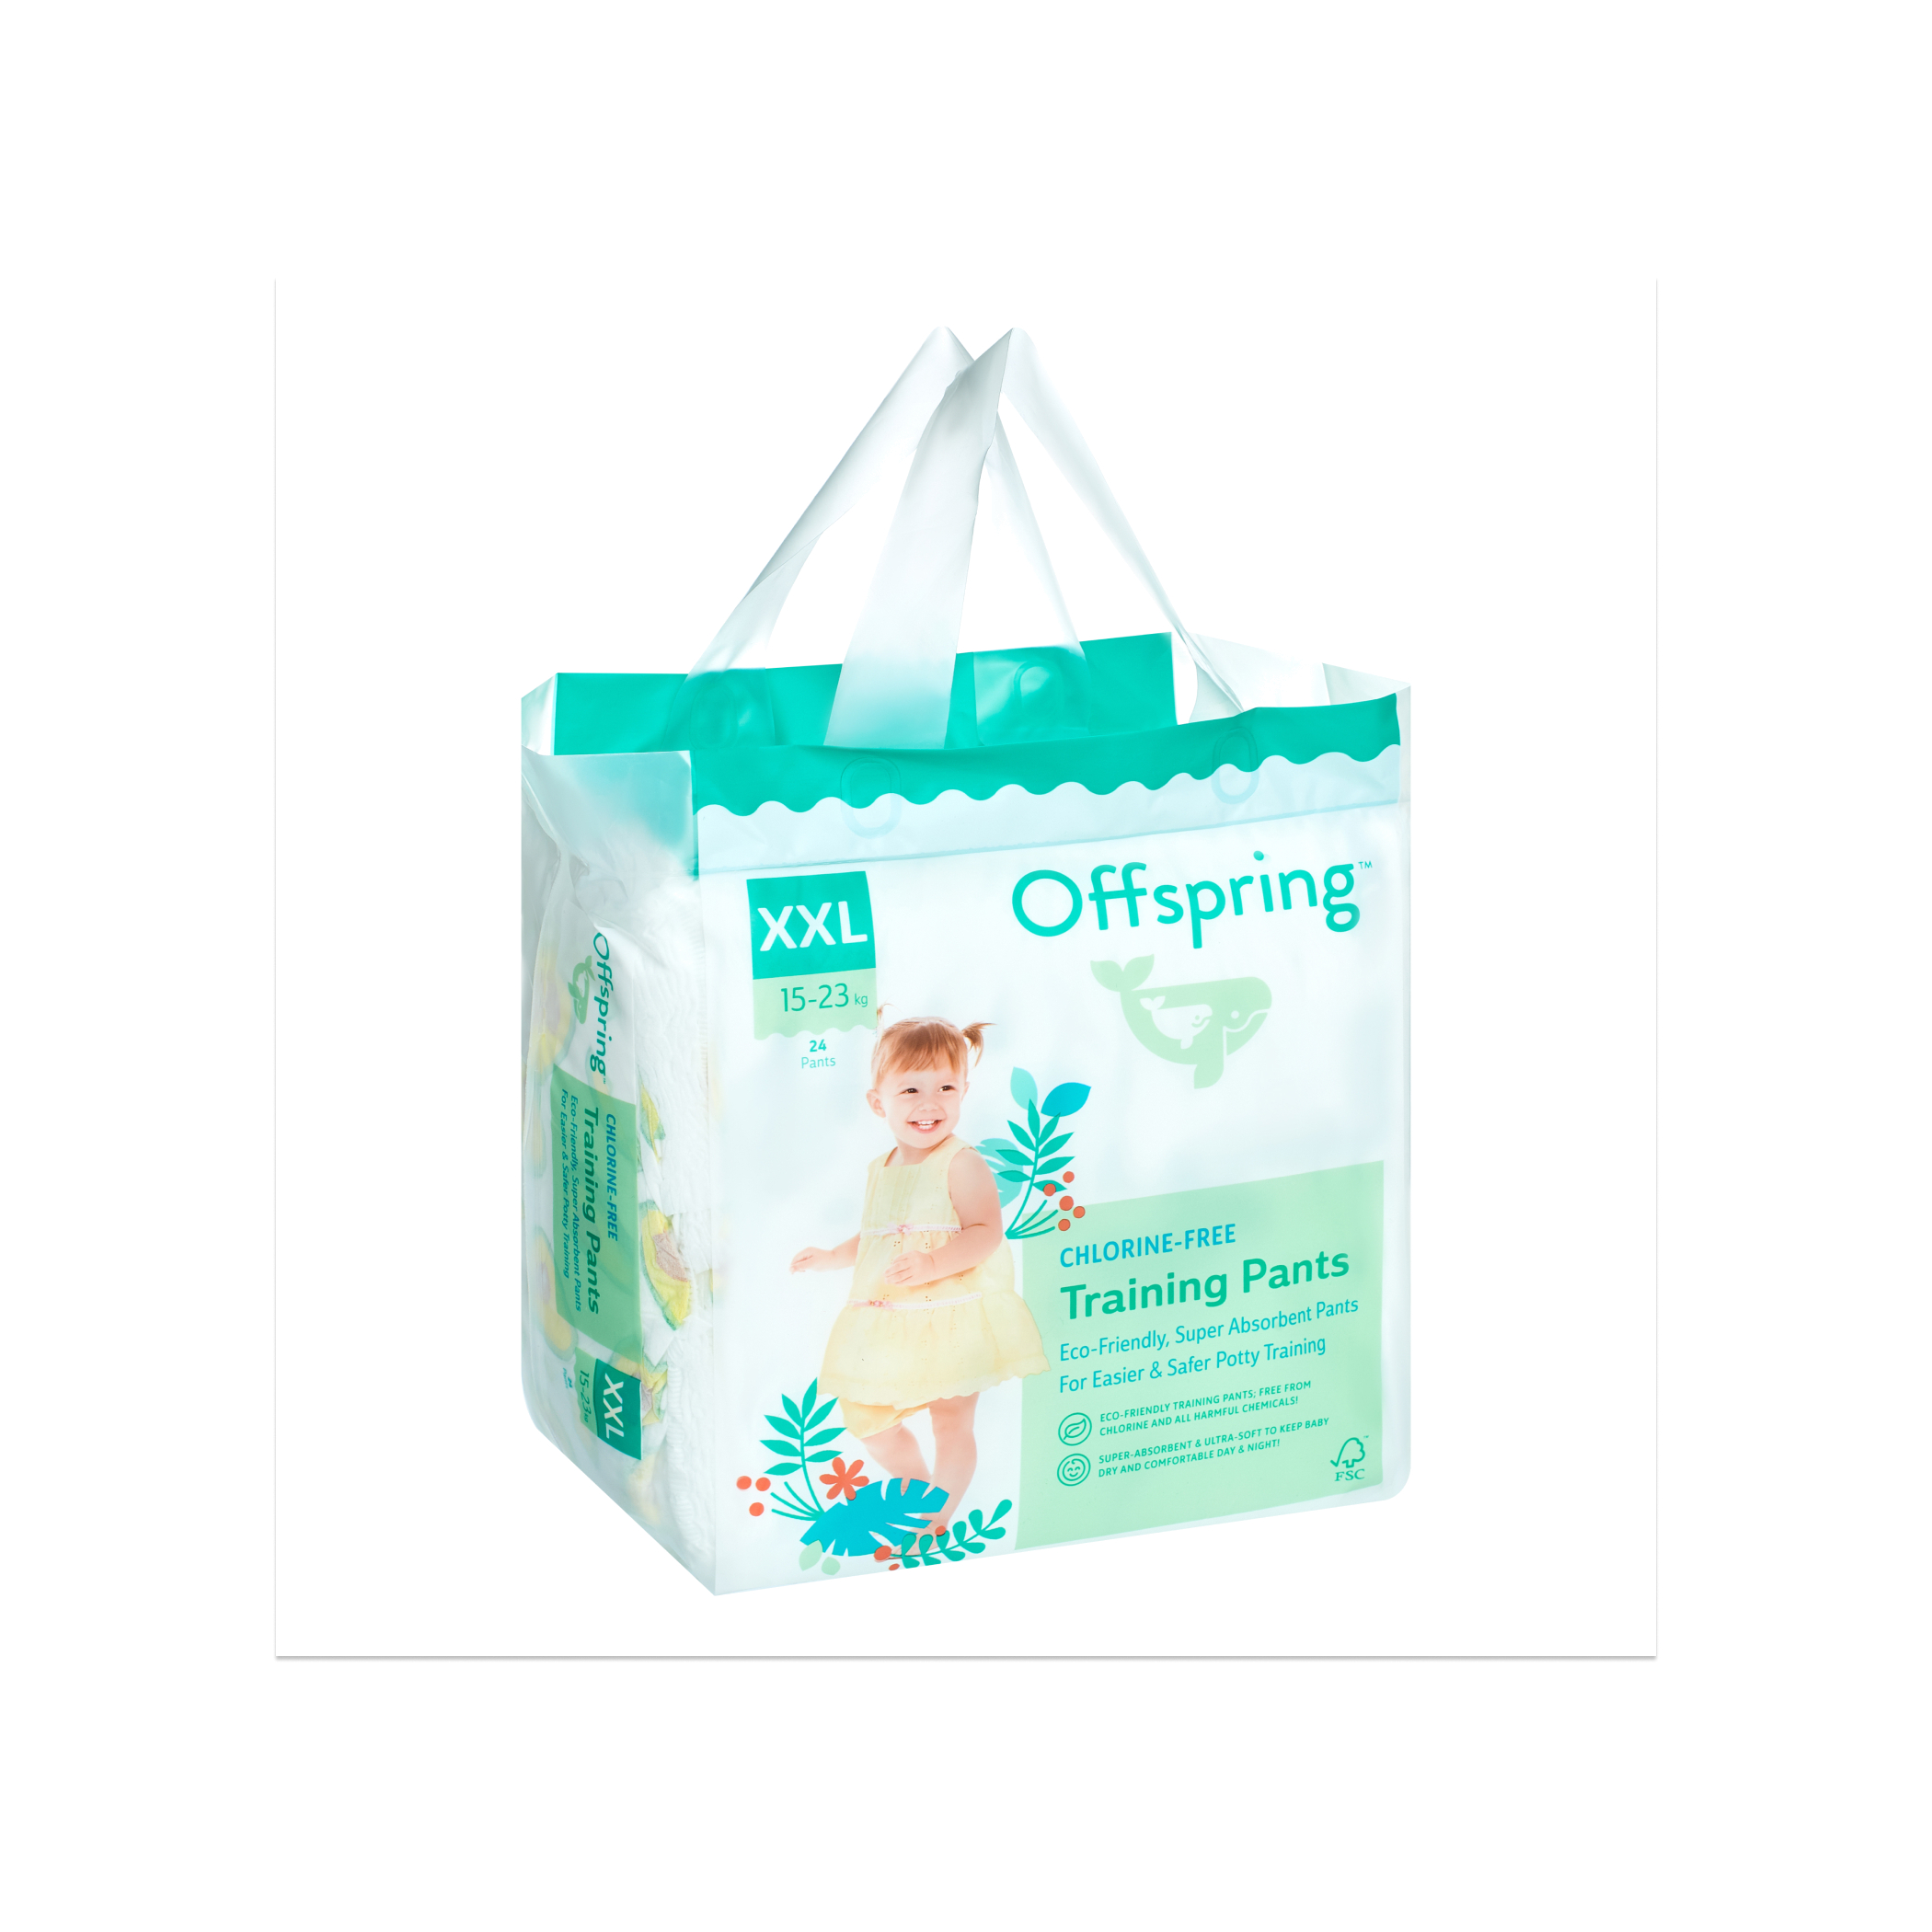 XXL
15-23 kg
24
Pants
Offspring™
CHLORINE-FREE
Training Pants
Eco-Friendly, Super Absorbent Pants
For Easier & Safer Potty Training
ECO-FRIENDLY TRAINING PANTS; FREE FROM
CHLORINE AND ALL HARMFUL CHEMICALS!
SUPER-ABSORBENT & ULTRA-SOFT TO KEEP BABY
DRY AND COMFORTABLE DAY & NIGHT!
FSC
Offspring
CHLORINE-FREE
Training Pants
Eco-Friendly, Super Absorbent Pants
For Easier & Safer Potty Training
XXL
15-23